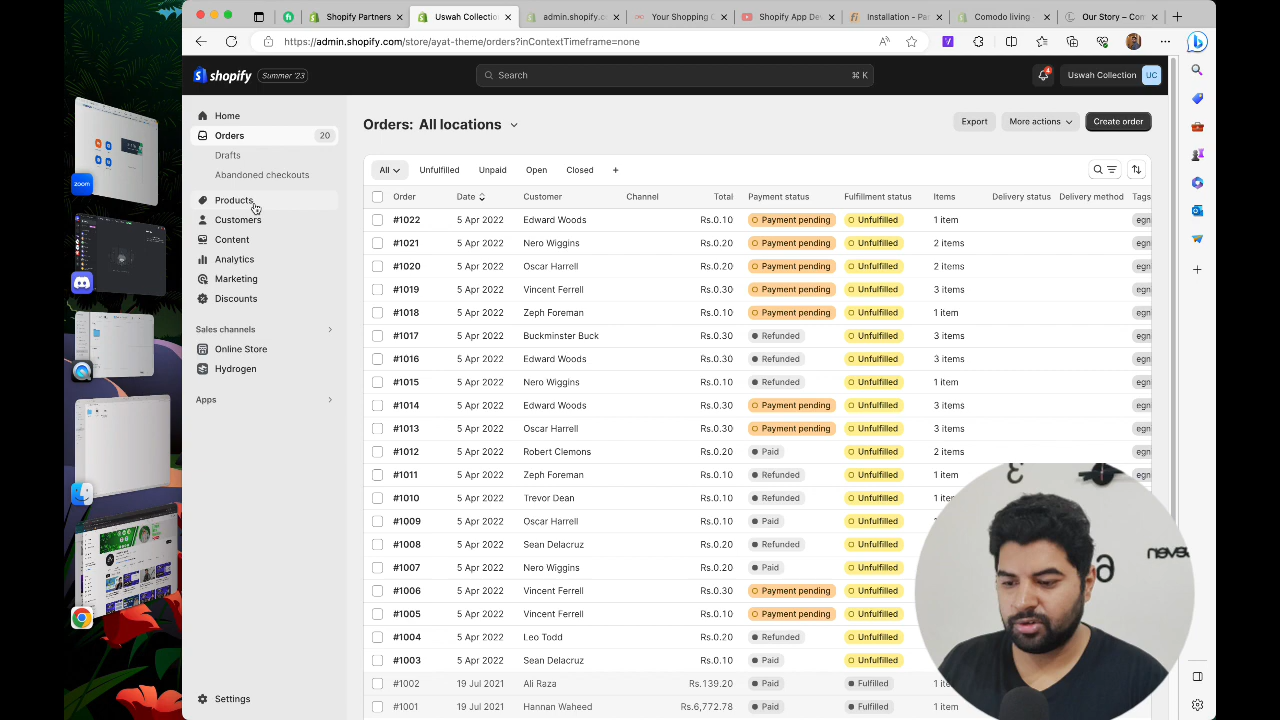 Shopify Partners
Uswah Collection
admin.shopify.co
Your Shopping C
Shopify App De
Installation - Pa
Comodo living –
Our Story – Con
https://admin.shopify.com/store/ayat-theme/orders?inContextTimeframe=none
shopify
Summer '23
Search
⌘ K
4
Uswah Collection
UC
Home
Orders
20
Drafts
Abandoned checkouts
Products
Customers
Content
Analytics
Marketing
Discounts
Sales channels
Online Store
Hydrogen
Apps
Settings
Orders: All locations
Export
More actions
Create order
All
Unfulfilled
Unpaid
Open
Closed
+
Order Date Customer Channel Total Payment status Fulfillment status Items Delivery status Delivery method Tags
#1022 5 Apr 2022 Edward Woods Rs.0.10 Payment pending Unfulfilled 1 item egn
#1021 5 Apr 2022 Nero Wiggins Rs.0.20 Payment pending Unfulfilled 2 items egn
#1020 5 Apr 2022 Oscar Harrell Rs.0.20 Payment pending Unfulfilled 2 items egn
#1019 5 Apr 2022 Vincent Ferrell Rs.0.30 Payment pending Unfulfilled 3 items egn
#1018 5 Apr 2022 Zeph Foreman Rs.0.10 Payment pending Unfulfilled 1 item egn
#1017 5 Apr 2022 Buckminster Buck Rs.0.30 Refunded Unfulfilled 3 items egn
#1016 5 Apr 2022 Edward Woods Rs.0.30 Refunded Unfulfilled 3 items egn
#1015 5 Apr 2022 Nero Wiggins Rs.0.10 Refunded Unfulfilled 1 item egn
#1014 5 Apr 2022 Edward Woods Rs.0.30 Payment pending Unfulfilled 3 items egn
#1013 5 Apr 2022 Oscar Harrell Rs.0.30 Payment pending Unfulfilled 3 items egn
#1012 5 Apr 2022 Robert Clemons Rs.0.20 Paid Unfulfilled 2 items egn
#1011 5 Apr 2022 Zeph Foreman Rs.0.10 Refunded Unfulfilled 1 item
#1010 5 Apr 2022 Trevor Dean Rs.0.10 Refunded Unfulfilled 1 item
#1009 5 Apr 2022 Oscar Harrell Rs.0.10 Paid Unfulfilled
#1008 5 Apr 2022 Sean Delacruz Rs.0.20 Refunded Unfulfilled
#1007 5 Apr 2022 Nero Wiggins Rs.0.10 Paid Unfulfilled
#1006 5 Apr 2022 Vincent Ferrell Rs.0.10 Payment pending Unfulfilled
#1005 5 Apr 2022 Vincent Ferrell Rs.0.10 Payment pending Unfulfilled
#1004 5 Apr 2022 Leo Todd Rs.0.20 Refunded Unfulfilled
#1003 5 Apr 2022 Sean Delacruz Rs.0.10 Paid Unfulfilled
#1002 19 Jul 2021 Ali Raza Rs.139.20 Paid Fulfilled 1 ite
#1001 19 Jul 2021 Hannan Waheed Rs.6,772.78 Paid Fulfilled 1 item
zoom